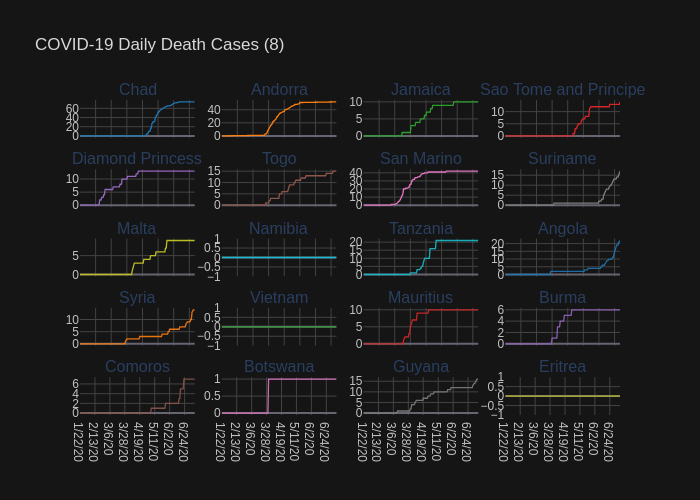 COVID-19 Daily Death Cases (8)
Chad Andorra Jamaica Sao Tome and Principe
60 40 20 0
40 20 0
10 5 0
10 5 0
Diamond Princess Togo San Marino Suriname
10 5 0
15 10 5 0
40 30 20 10 0
15 10 5 0
Malta Namibia Tanzania Angola
5 0
1 0.5 0 −0.5 −1
20 15 10 5 0
20 15 10 5 0
Syria Vietnam Mauritius Burma
10 5 0
1 0.5 0 −0.5 −1
10 5 0
6 4 2 0
Comoros Botswana Guyana Eritrea
6 4 2 0
1 0.5 0
15 10 5 0
1 0.5 0 −0.5 −1
1/22/20 2/13/20 3/6/20 3/28/20 4/19/20 5/11/20 6/2/20 6/24/20
1/22/20 2/13/20 3/6/20 3/28/20 4/19/20 5/11/20 6/2/20 6/24/20
1/22/20 2/13/20 3/6/20 3/28/20 4/19/20 5/11/20 6/2/20 6/24/20
1/22/20 2/13/20 3/6/20 3/28/20 4/19/20 5/11/20 6/2/20 6/24/20